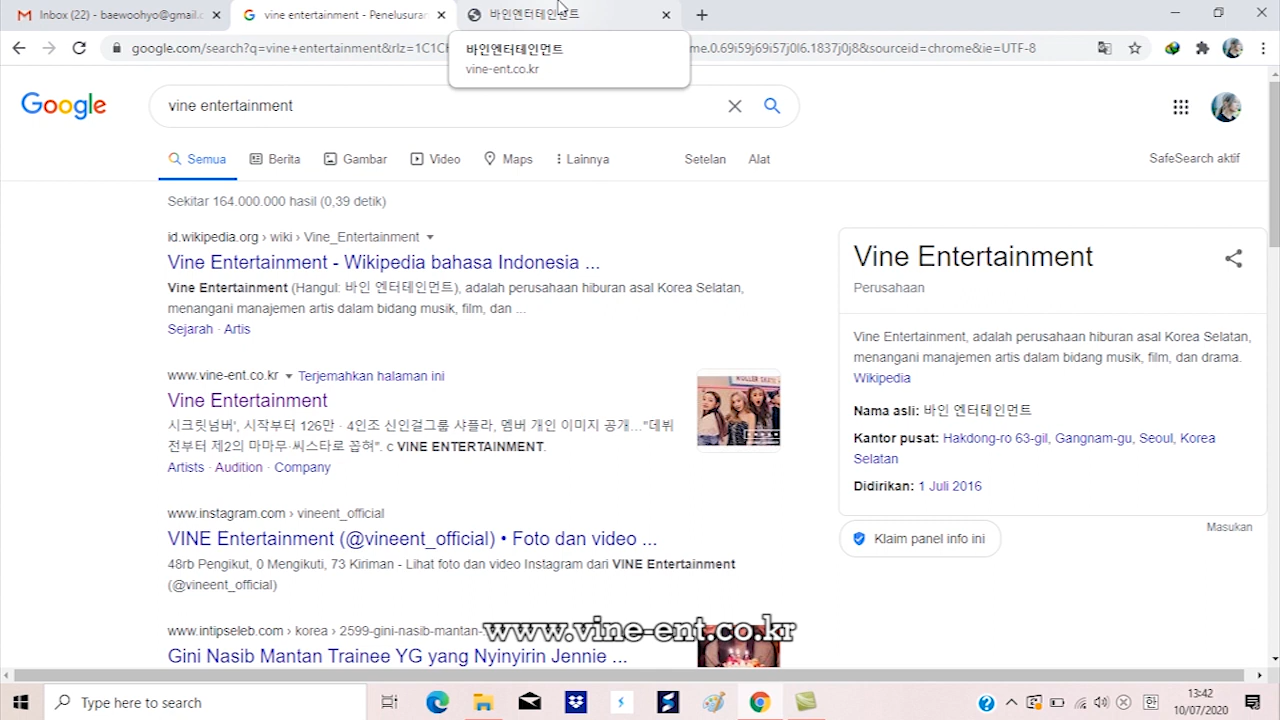 Inbox (22) - baewoohyo@gmail.c
vine entertainment - Penelusura
바인엔터테인먼트
google.com/search?q=vine+entertainment&rlz=1C1CH
me.0.69i59j69i57j0l6.1837j0j8&sourceid=chrome&ie=UTF-8
바인엔터테인먼트
vine-ent.co.kr
Google
vine entertainment
Semua
Berita
Gambar
Video
Maps
Lainnya
Setelan
Alat
SafeSearch aktif
Sekitar 164.000.000 hasil (0,39 detik)
id.wikipedia.org › wiki › Vine_Entertainment
Vine Entertainment - Wikipedia bahasa Indonesia ...
Vine Entertainment (Hangul: 바인 엔터테인먼트), adalah perusahaan hiburan asal Korea Selatan,
menangani manajemen artis dalam bidang musik, film, dan ...
Sejarah · Artis
www.vine-ent.co.kr Terjemahkan halaman ini
Vine Entertainment
시크릿넘버', 시작부터 126만 · 4인조 신인걸그룹 샤플라, 멤버 개인 이미지 공개..."데뷔
전부터 제2의 마마무·씨스타로 꼽혀". c VINE ENTERTAINMENT.
Artists · Audition · Company
www.instagram.com › vineent_official
VINE Entertainment (@vineent_official) • Foto dan video ...
48rb Pengikut, 0 Mengikuti, 73 Kiriman - Lihat foto dan video Instagram dari VINE Entertainment
(@vineent_official)
www.intipseleb.com › korea › 2599-gini-nasib-mantan-
Gini Nasib Mantan Trainee YG yang Nyinyirin Jennie ...
www.vine-ent.co.kr
Vine Entertainment
Perusahaan
Vine Entertainment, adalah perusahaan hiburan asal Korea Selatan,
menangani manajemen artis dalam bidang musik, film, dan drama.
Wikipedia
Nama asli: 바인 엔터테인먼트
Kantor pusat: Hakdong-ro 63-gil, Gangnam-gu, Seoul, Korea
Selatan
Didirikan: 1 Juli 2016
Masukan
Klaim panel info ini
Type here to search
한
13:42
10/07/2020